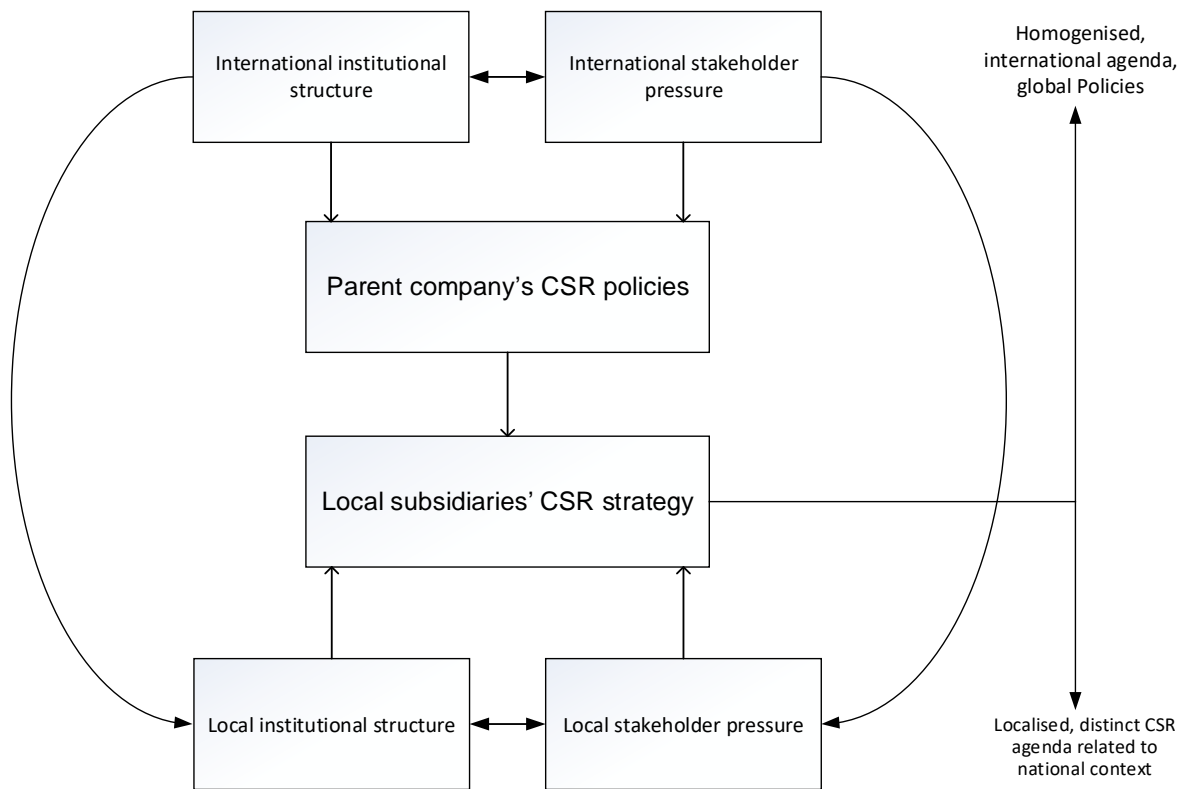 International institutional
structure
International stakeholder
pressure
Homogenised,
international agenda,
global Policies
Parent company’s CSR policies
Local subsidiaries’ CSR strategy
Local institutional structure
Local stakeholder pressure
Localised, distinct CSR
agenda related to
national context